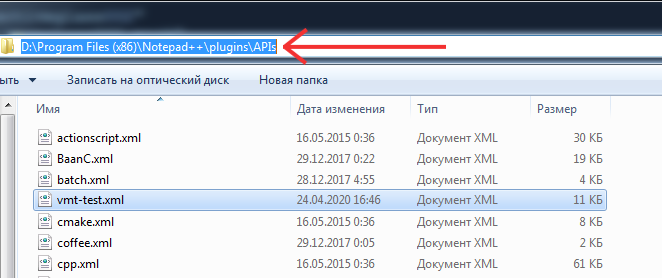 D:\Program Files (x86)\Notepad++\plugins\APIs
ыть Записать на оптический диск Новая папка
Имя Дата изменения Тип Размер
actionscript.xml 16.05.2015 0:36 Документ XML 30 КБ
BaanC.xml 29.12.2017 0:22 Документ XML 19 КБ
batch.xml 28.12.2017 4:55 Документ XML 4 КБ
vmt-test.xml 24.04.2020 16:46 Документ XML 11 КБ
cmake.xml 16.05.2015 0:36 Документ XML 8 КБ
coffee.xml 29.12.2017 0:05 Документ XML 2 КБ
cpp.xml 16.05.2015 0:36 Документ XML 61 КБ